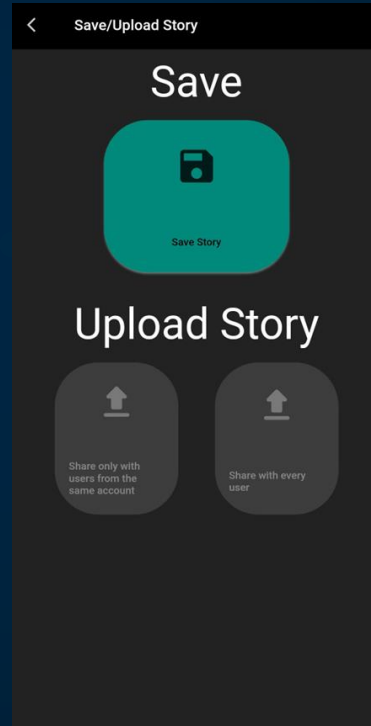 Save/Upload Story
Save
Save Story
Upload Story
Share only with
users from the
same account
Share with every
user